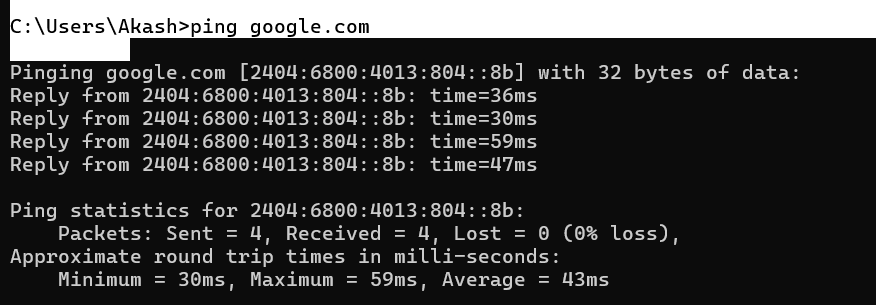 C:\Users\Akash>ping google.com
Pinging google.com [2404:6800:4013:804::8b] with 32 bytes of data:
Reply from 2404:6800:4013:804::8b: time=36ms
Reply from 2404:6800:4013:804::8b: time=30ms
Reply from 2404:6800:4013:804::8b: time=59ms
Reply from 2404:6800:4013:804::8b: time=47ms
Ping statistics for 2404:6800:4013:804::8b:
Packets: Sent = 4, Received = 4, Lost = 0 (0% loss),
Approximate round trip times in milli-seconds:
Minimum = 30ms, Maximum = 59ms, Average = 43ms